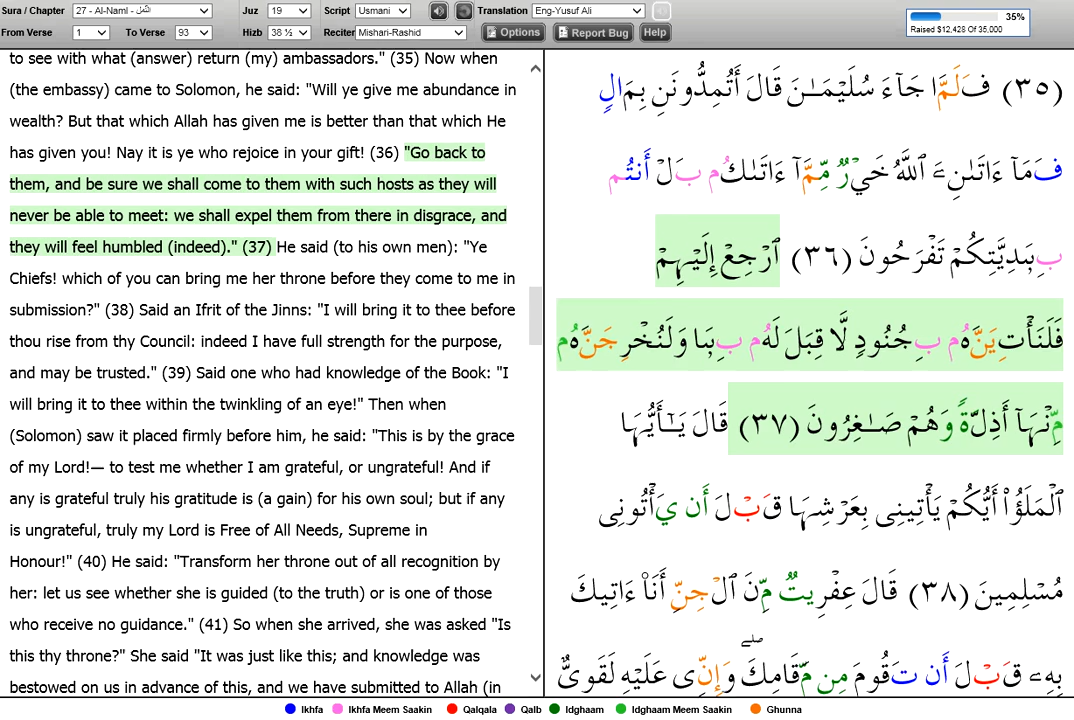 Sura / Chapter 27 - Al-Naml - النّمل Juz 19 Script Usmani Translation Eng-Yusuf Ali
From Verse 1 To Verse 93 Hizb 38 ½ Reciter Mishari-Rashid Options Report Bug Help
35%
Raised $12,428 Of 35,000
to see with what (answer) return (my) ambassadors." (35) Now when
(the embassy) came to Solomon, he said: "Will ye give me abundance in
wealth? But that which Allah has given me is better than that which He
has given you! Nay it is ye who rejoice in your gift! (36) "Go back to
them, and be sure we shall come to them with such hosts as they will
never be able to meet: we shall expel them from there in disgrace, and
they will feel humbled (indeed)." (37) He said (to his own men): "Ye
Chiefs! which of you can bring me her throne before they come to me in
submission?" (38) Said an Ifrit of the Jinns: "I will bring it to thee before
thou rise from thy Council: indeed I have full strength for the purpose,
and may be trusted." (39) Said one who had knowledge of the Book: "I
will bring it to thee within the twinkling of an eye!" Then when
(Solomon) saw it placed firmly before him, he said: "This is by the grace
of my Lord!— to test me whether I am grateful, or ungrateful! And if
any is grateful truly his gratitude is (a gain) for his own soul; but if any
is ungrateful, truly my Lord is Free of All Needs, Supreme in
Honour!" (40) He said: "Transform her throne out of all recognition by
her: let us see whether she is guided (to the truth) or is one of those
who receive no guidance." (41) So when she arrived, she was asked "Is
this thy throne?" She said "It was just like this; and knowledge was
bestowed on us in advance of this, and we have submitted to Allah (in
(٣٥) فَلَمَّا جَآءَ سُلَيْمَـٰنَ قَالَ أَتُمِدُّونَنِ بِمَالٍ
فَمَآ ءَاتَىٰنِۦَ ٱللَّهُ خَيْرٌ مِّمَّآ ءَاتَىٰكُم بَلْ أَنتُم
بِهَدِيَّتِكُمْ تَفْرَحُونَ (٣٦) ٱرْجِعْ إِلَيْهِمْ
فَلَنَأْتِيَنَّهُم بِجُنُودٍ لَّا قِبَلَ لَهُم بِهَا وَلَنُخْرِجَنَّهُم
مِّنْهَآ أَذِلَّةً وَهُمْ صَـٰغِرُونَ (٣٧) قَالَ يَـٰٓأَيُّهَا
ٱلْمَلَؤُا۟ أَيُّكُمْ يَأْتِينِى بِعَرْشِهَا قَبْلَ أَن يَأْتُونِى
مُسْلِمِينَ (٣٨) قَالَ عِفْرِيتٌ مِّنَ ٱلْجِنِّ أَنَا۠ ءَاتِيكَ
بِهِۦ قَبْلَ أَن تَقُومَ مِن مَّقَامِكَ ۖ وَإِنِّى عَلَيْهِ لَقَوِىٌّ
Ikhfa Ikhfa Meem Saakin Qalqala Qalb Idghaam Idghaam Meem Saakin Ghunna